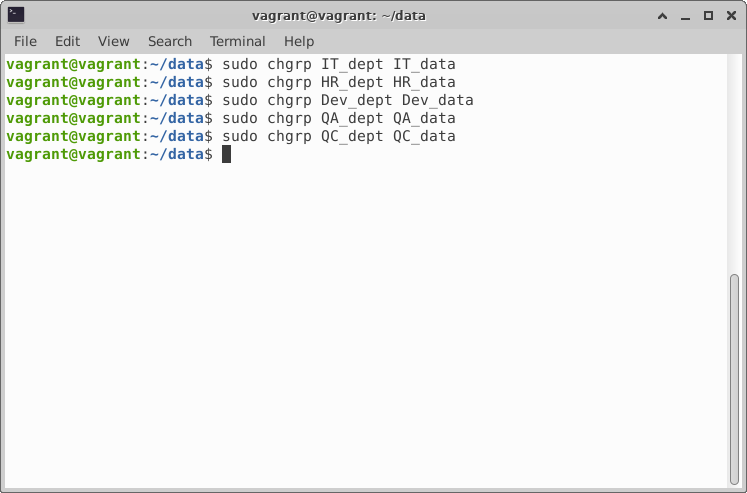 vagrant@vagrant: ~/data
File Edit View Search Terminal Help
vagrant@vagrant:~/data$ sudo chgrp IT_dept IT_data
vagrant@vagrant:~/data$ sudo chgrp HR_dept HR_data
vagrant@vagrant:~/data$ sudo chgrp Dev_dept Dev_data
vagrant@vagrant:~/data$ sudo chgrp QA_dept QA_data
vagrant@vagrant:~/data$ sudo chgrp QC_dept QC_data
vagrant@vagrant:~/data$